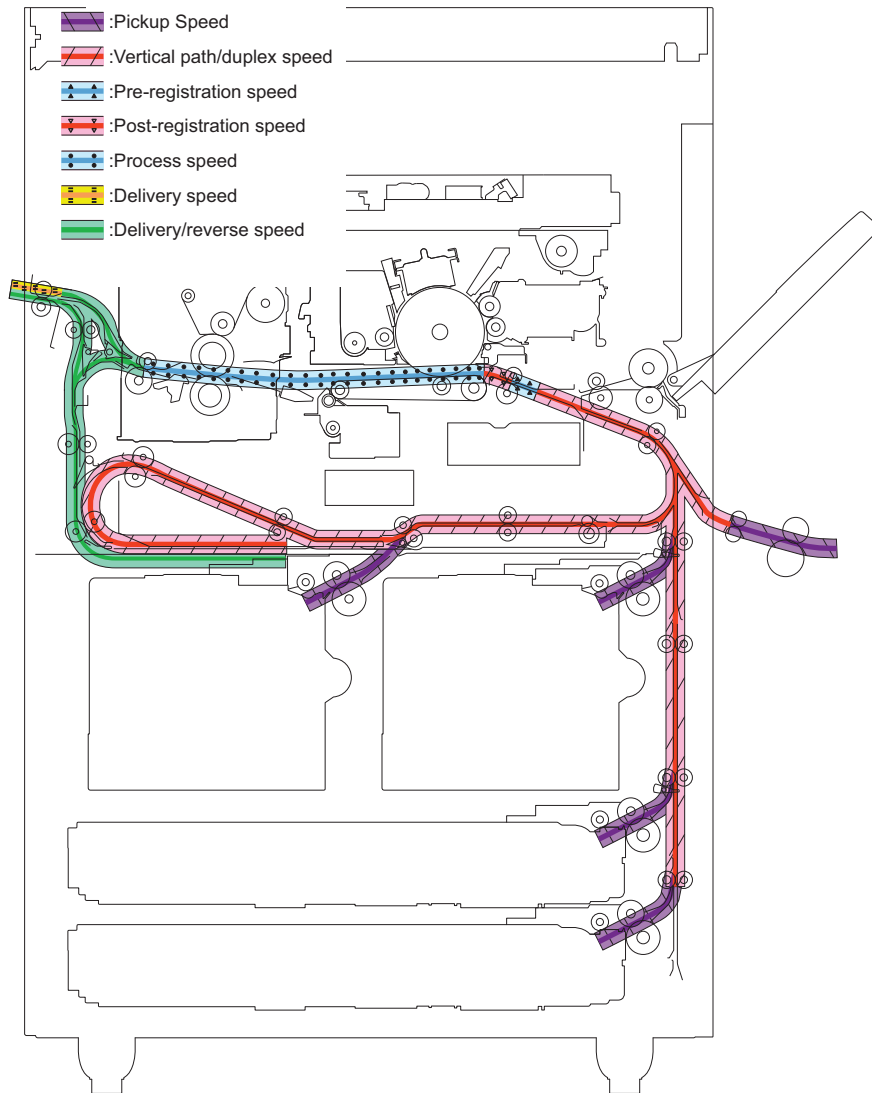 :Pickup Speed
:Vertical path/duplex speed
:Pre-registration speed
:Post-registration speed
:Process speed
:Delivery speed
:Delivery/reverse speed